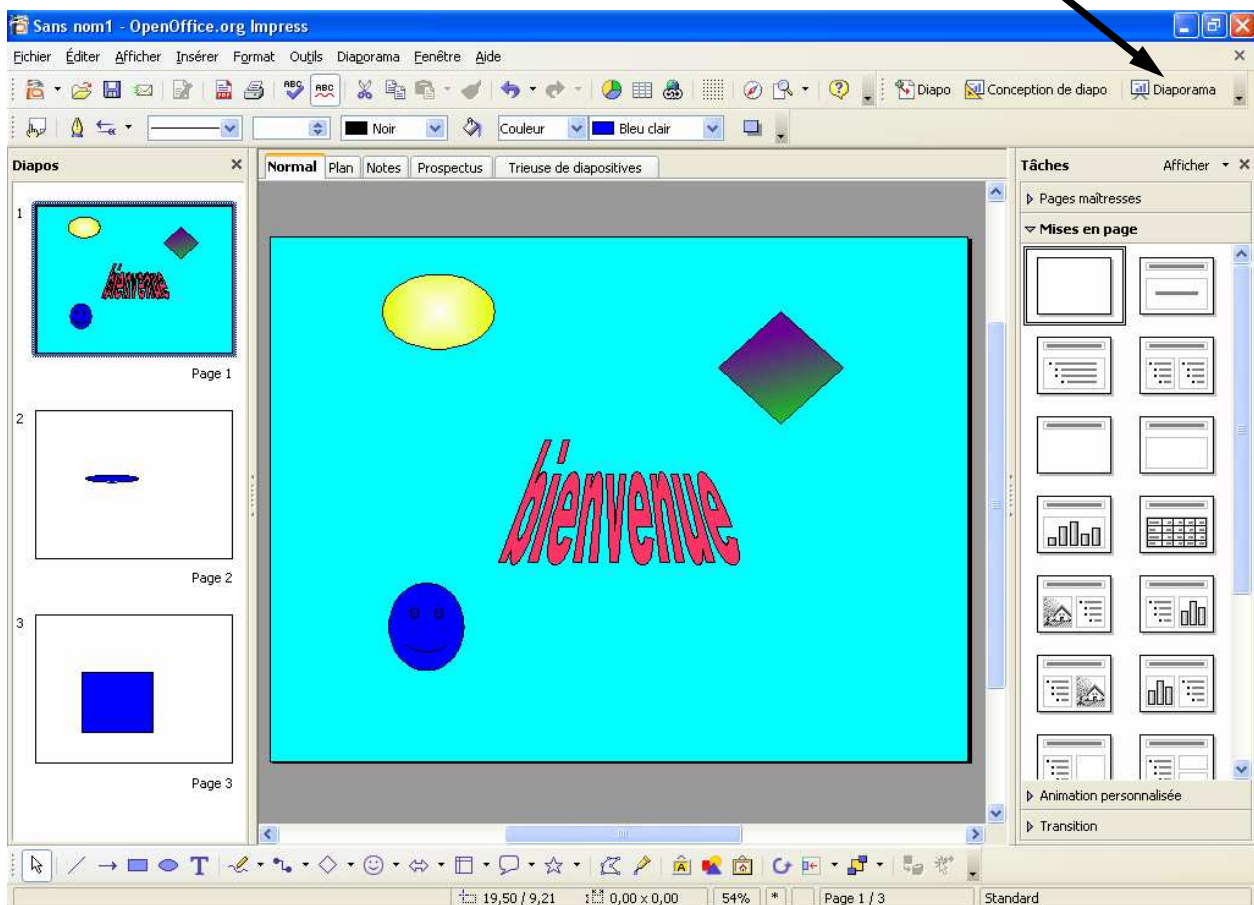 Sans nom1 - OpenOffice.org Impress
Fichier Éditer Afficher Insérer Format Outils Diaporama Fenêtre Aide
Diapo Conception de diapo Diaporama
Noir Couleur Bleu clair
Diapos
Normal Plan Notes Prospectus Trieuse de diapositives
Tâches Afficher
1
bienvenue
Page 1
2
Page 2
3
Page 3
bienvenue
Pages maîtresses
Mises en page
Animation personnalisée
Transition
19,50 / 9,21 0,00 x 0,00 54% * Page 1 / 3 Standard